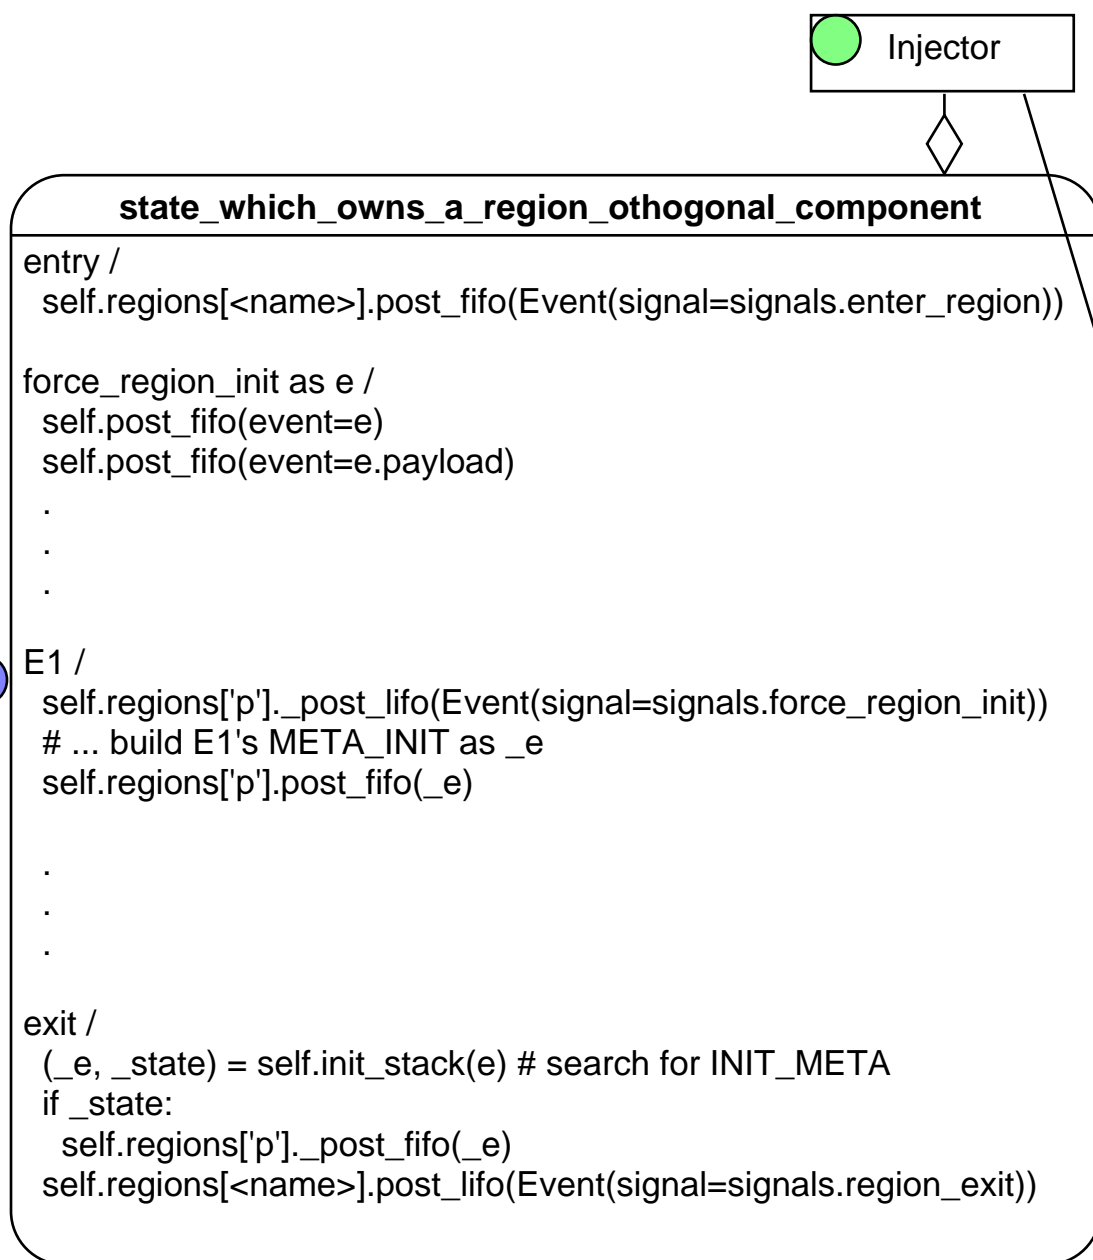 Injector
state_which_owns_a_region_othogonal_component
entry /
self.regions[<name>].post_fifo(Event(signal=signals.enter_region))
force_region_init as e /
self.post_fifo(event=e)
self.post_fifo(event=e.payload)
.
.
.
E1 /
self.regions['p']._post_lifo(Event(signal=signals.force_region_init))
# ... build E1's META_INIT as _e
self.regions['p'].post_fifo(_e)
.
.
.
exit /
(_e, _state) = self.init_stack(e) # search for INIT_META
if _state:
self.regions['p']._post_fifo(_e)
self.regions[<name>].post_lifo(Event(signal=signals.region_exit))